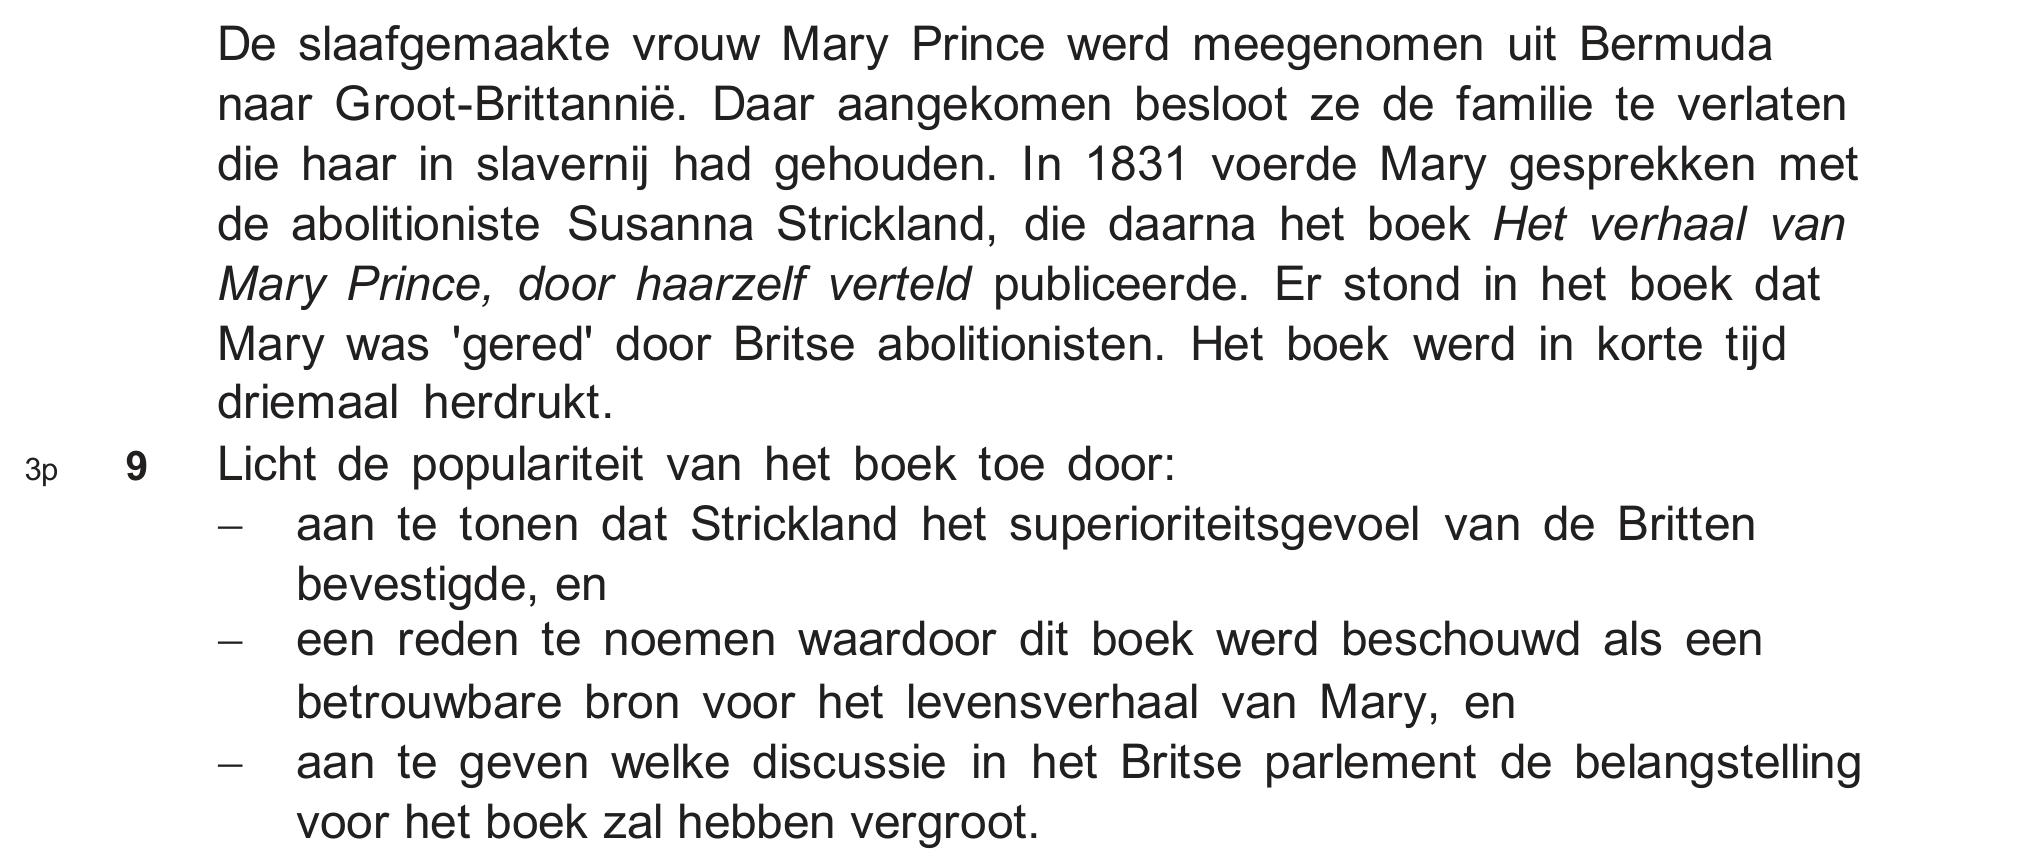 De slaafgemaakte vrouw Mary Prince werd meegenomen uit Bermuda
naar Groot-Brittannië. Daar aangekomen besloot ze de familie te verlaten
die haar in slavernij had gehouden. In 1831 voerde Mary gesprekken met
de abolitioniste Susanna Strickland, die daarna het boek Het verhaal van
Mary Prince, door haarzelf verteld publiceerde. Er stond in het boek dat
Mary was 'gered' door Britse abolitionisten. Het boek werd in korte tijd
driemaal herdrukt.
3p 9 Licht de populariteit van het boek toe door:
– aan te tonen dat Strickland het superioriteitsgevoel van de Britten
bevestigde, en
– een reden te noemen waardoor dit boek werd beschouwd als een
betrouwbare bron voor het levensverhaal van Mary, en
– aan te geven welke discussie in het Britse parlement de belangstelling
voor het boek zal hebben vergroot.